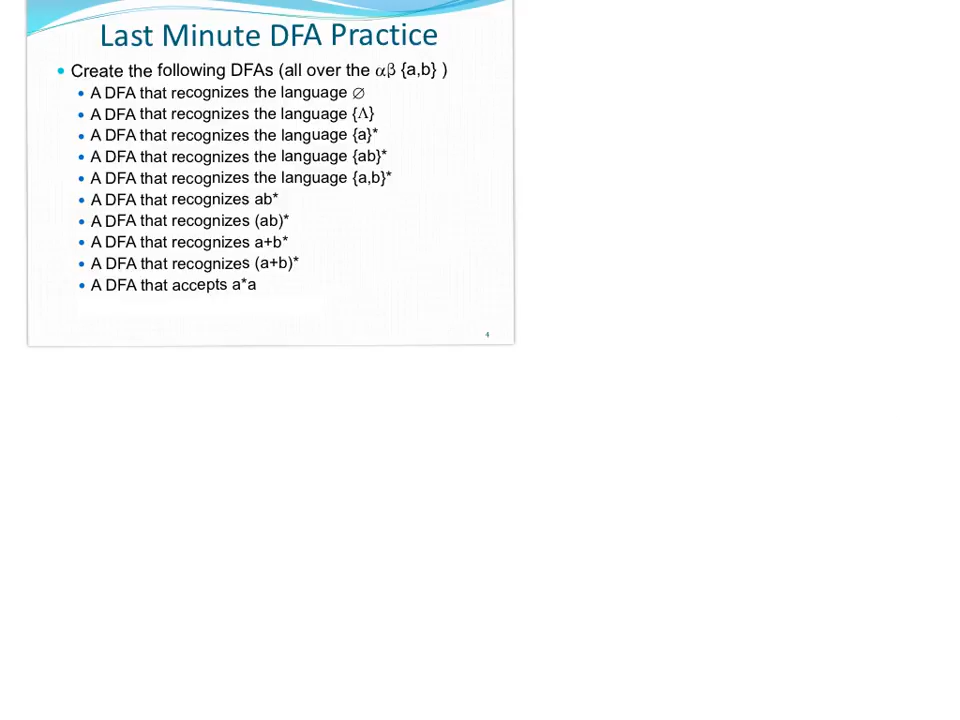 Last Minute DFA Practice
• Create the following DFAs (all over the αβ {a,b} )
• A DFA that recognizes the language ∅
• A DFA that recognizes the language {Λ}
• A DFA that recognizes the language {a}*
• A DFA that recognizes the language {ab}*
• A DFA that recognizes the language {a,b}*
• A DFA that recognizes ab*
• A DFA that recognizes (ab)*
• A DFA that recognizes a+b*
• A DFA that recognizes (a+b)*
• A DFA that accepts a*a
4